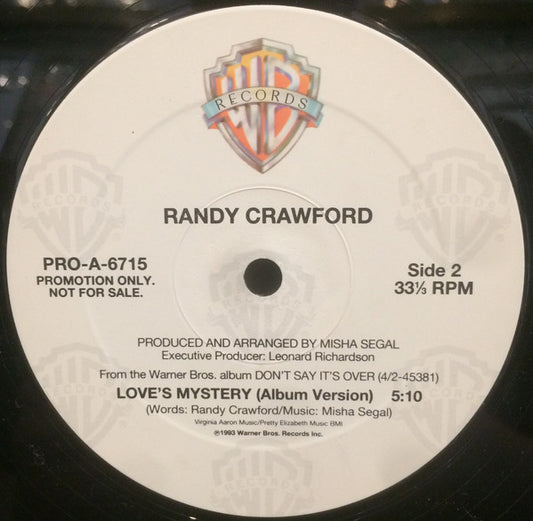 WB
RECORDS
RANDY CRAWFORD
PRO-A-6715
PROMOTION ONLY.
NOT FOR SALE.
Side 2
33⅓ RPM
PRODUCED AND ARRANGED BY MISHA SEGAL
Executive Producer: Leonard Richardson
From the Warner Bros. album DON'T SAY IT'S OVER (4/2-45381)
LOVE'S MYSTERY (Album Version) 5:10
(Words: Randy Crawford/Music: Misha Segal)
Virginia Aaron Music/Pretty Elizabeth Music BMI
℗1993 Warner Bros. Records Inc.